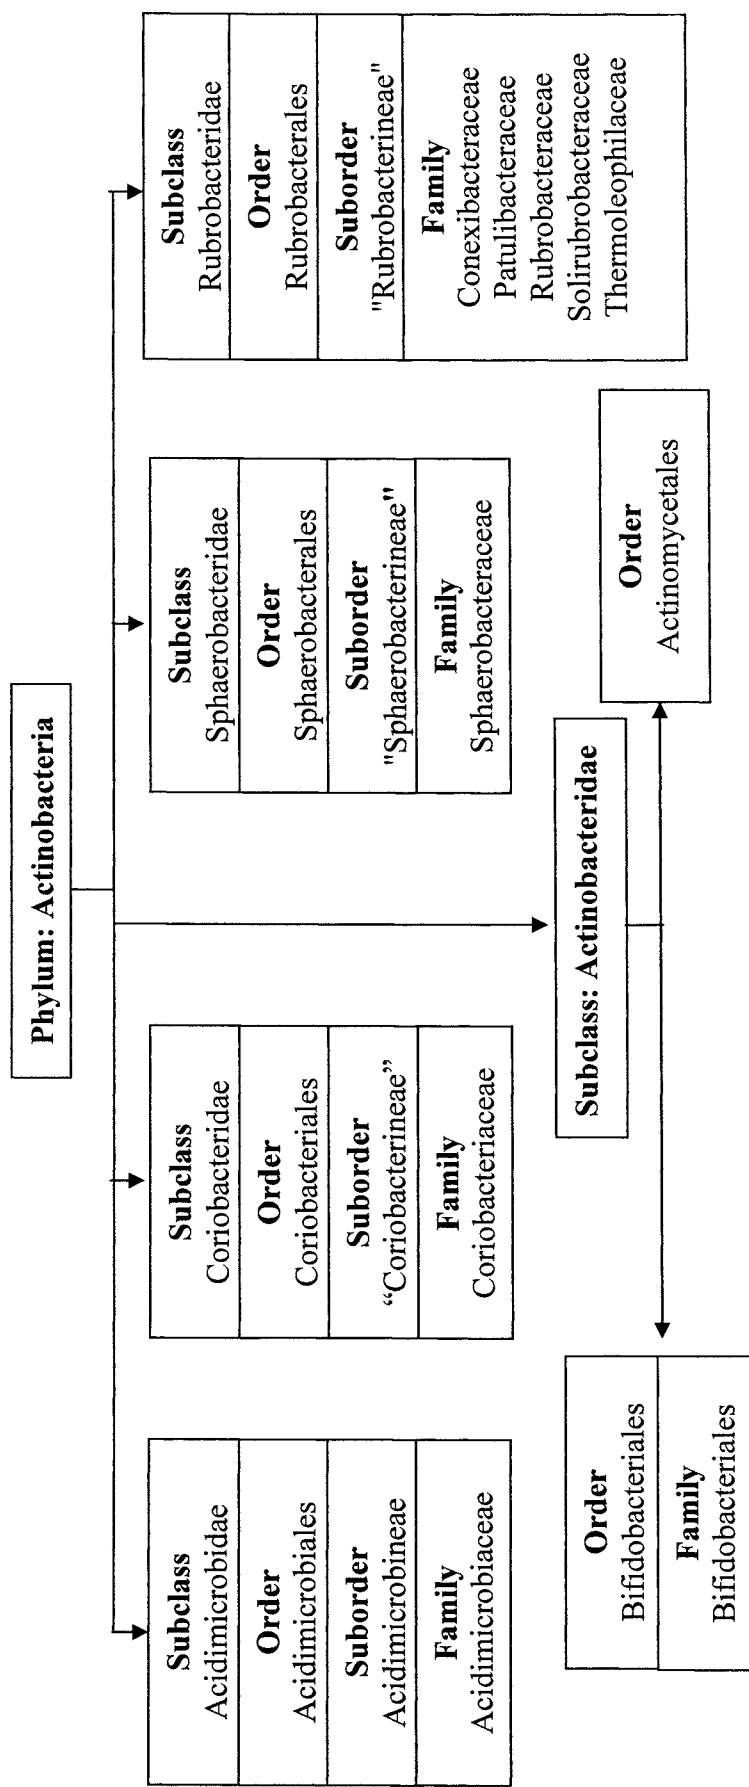 Phylum: Actinobacteria
Subclass
Acidimicrobidae
Order
Acidimicrobiales
Suborder
Acidimicrobineae
Family
Acidimicrobiaceae
Subclass
Coriobacteridae
Order
Coriobacteriales
Suborder
“Coriobacterineae”
Family
Coriobacteriaceae
Subclass
Sphaerobacteridae
Order
Sphaerobacterales
Suborder
"Sphaerobacterineae"
Family
Sphaerobacteraceae
Subclass
Rubrobacteridae
Order
Rubrobacterales
Suborder
"Rubrobacterineae"
Family
Conexibacteraceae
Patulibacteraceae
Rubrobacteraceae
Solirubrobacteraceae
Thermoleophilaceae
Subclass: Actinobacteridae
Order
Bifidobacteriales
Family
Bifidobacteriales
Order
Actinomycetales